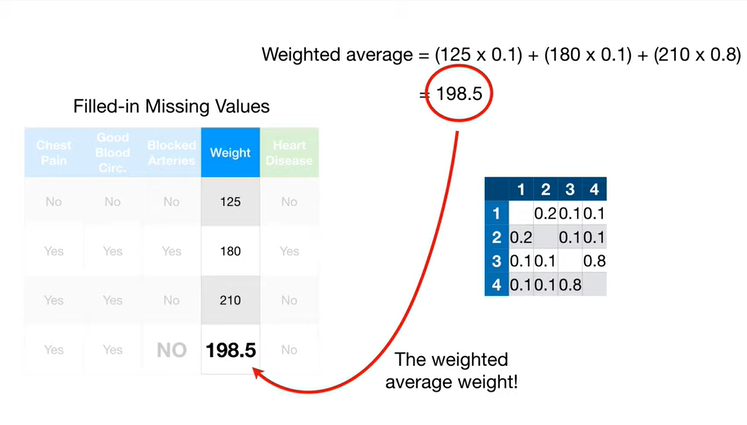 Weighted average = (125 x 0.1) + (180 x 0.1) + (210 x 0.8)
= 198.5
Filled-in Missing Values
Chest Pain Good Blood Circ. Blocked Arteries Weight Heart Disease
No No No 125 No
Yes Yes Yes 180 Yes
Yes Yes No 210 No
Yes Yes NO 198.5 No
1 2 3 4
1 0.2 0.1 0.1
2 0.2 0.1 0.1
3 0.1 0.1 0.8
4 0.1 0.1 0.8
The weighted
average weight!